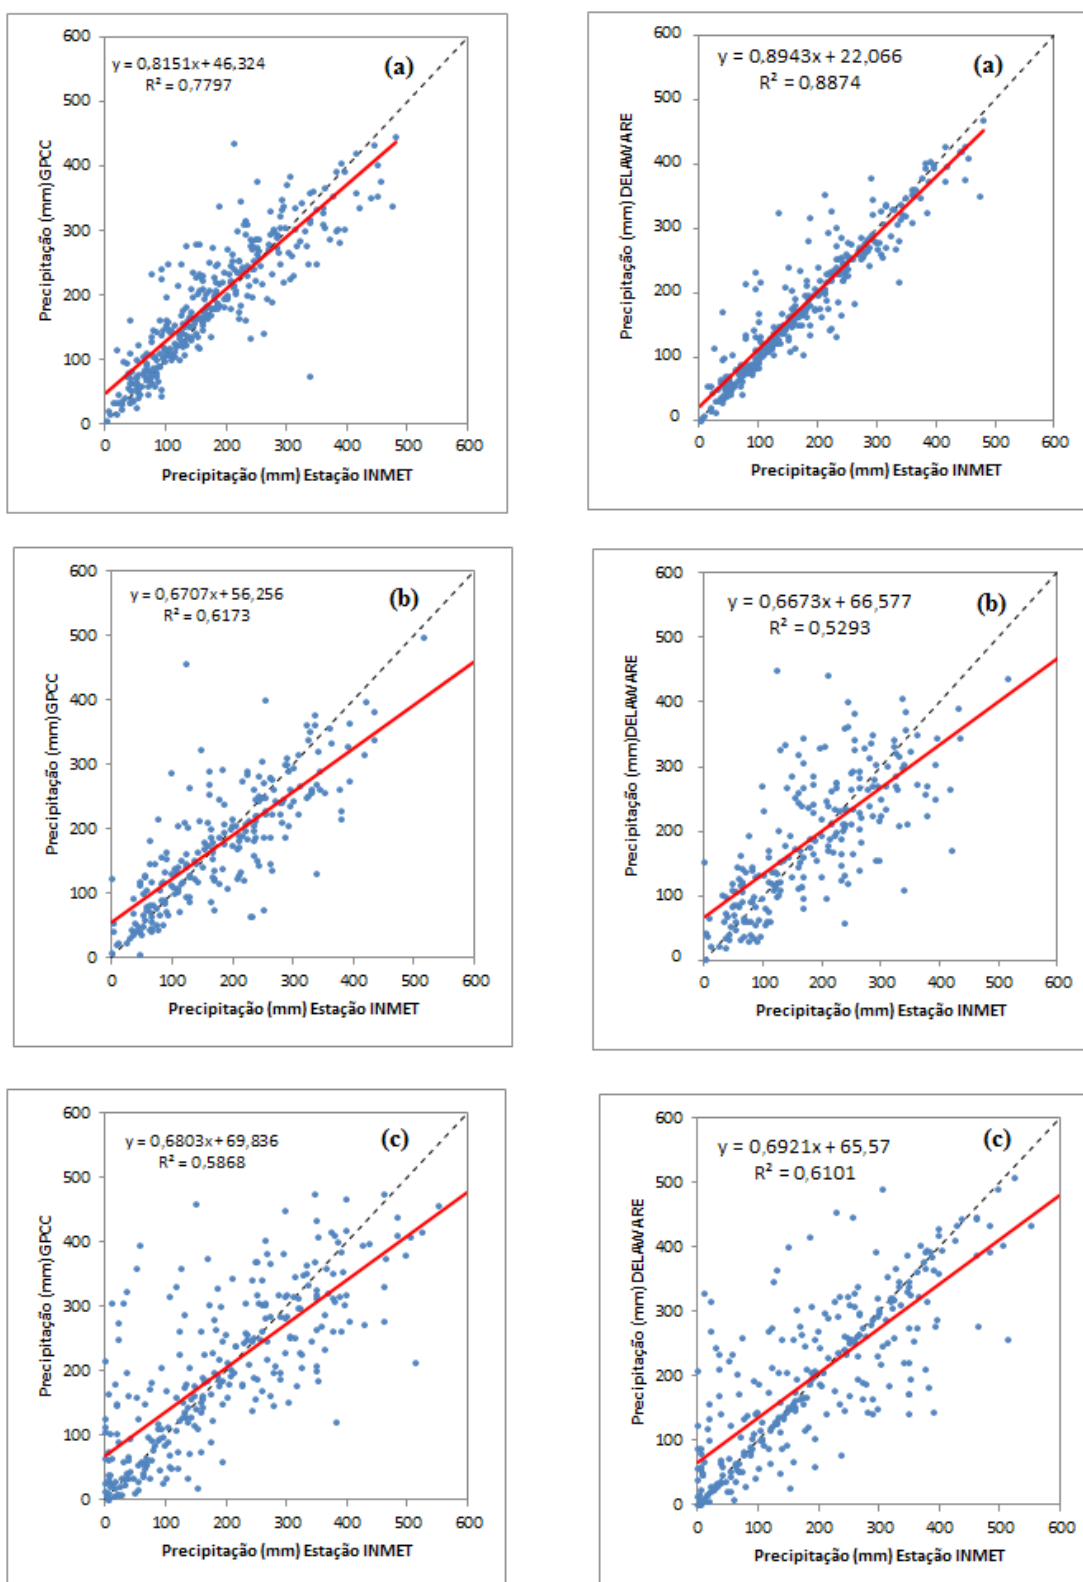 600
500
400
300
200
100
0
Precipitação (mm)GPCC
y = 0,8151x + 46,324
R² = 0,7797
(a)
0 100 200 300 400 500 600
Precipitação (mm) Estação INMET
600
500
400
300
200
100
0
Precipitação (mm) DELAWARE
y = 0,8943x + 22,066
R² = 0,8874
(a)
0 100 200 300 400 500 600
Precipitação (mm) Estação INMET
600
500
400
300
200
100
0
Precipitação (mm)GPCC
y = 0,6707x + 56,256
R² = 0,6173
(b)
0 100 200 300 400 500 600
Precipitação (mm) Estação INMET
600
500
400
300
200
100
0
Precipitação (mm)DELAWARE
y = 0,6673x + 66,577
R² = 0,5293
(b)
0 100 200 300 400 500 600
Precipitação (mm) Estação INMET
600
500
400
300
200
100
0
Precipitação (mm)GPCC
y = 0,6803x + 69,836
R² = 0,5868
(c)
0 100 200 300 400 500 600
Precipitação (mm) Estação INMET
600
500
400
300
200
100
0
Precipitação (mm) DELAWARE
y = 0,6921x + 65,57
R² = 0,6101
(c)
0 100 200 300 400 500 600
Precipitação (mm) Estação INMET